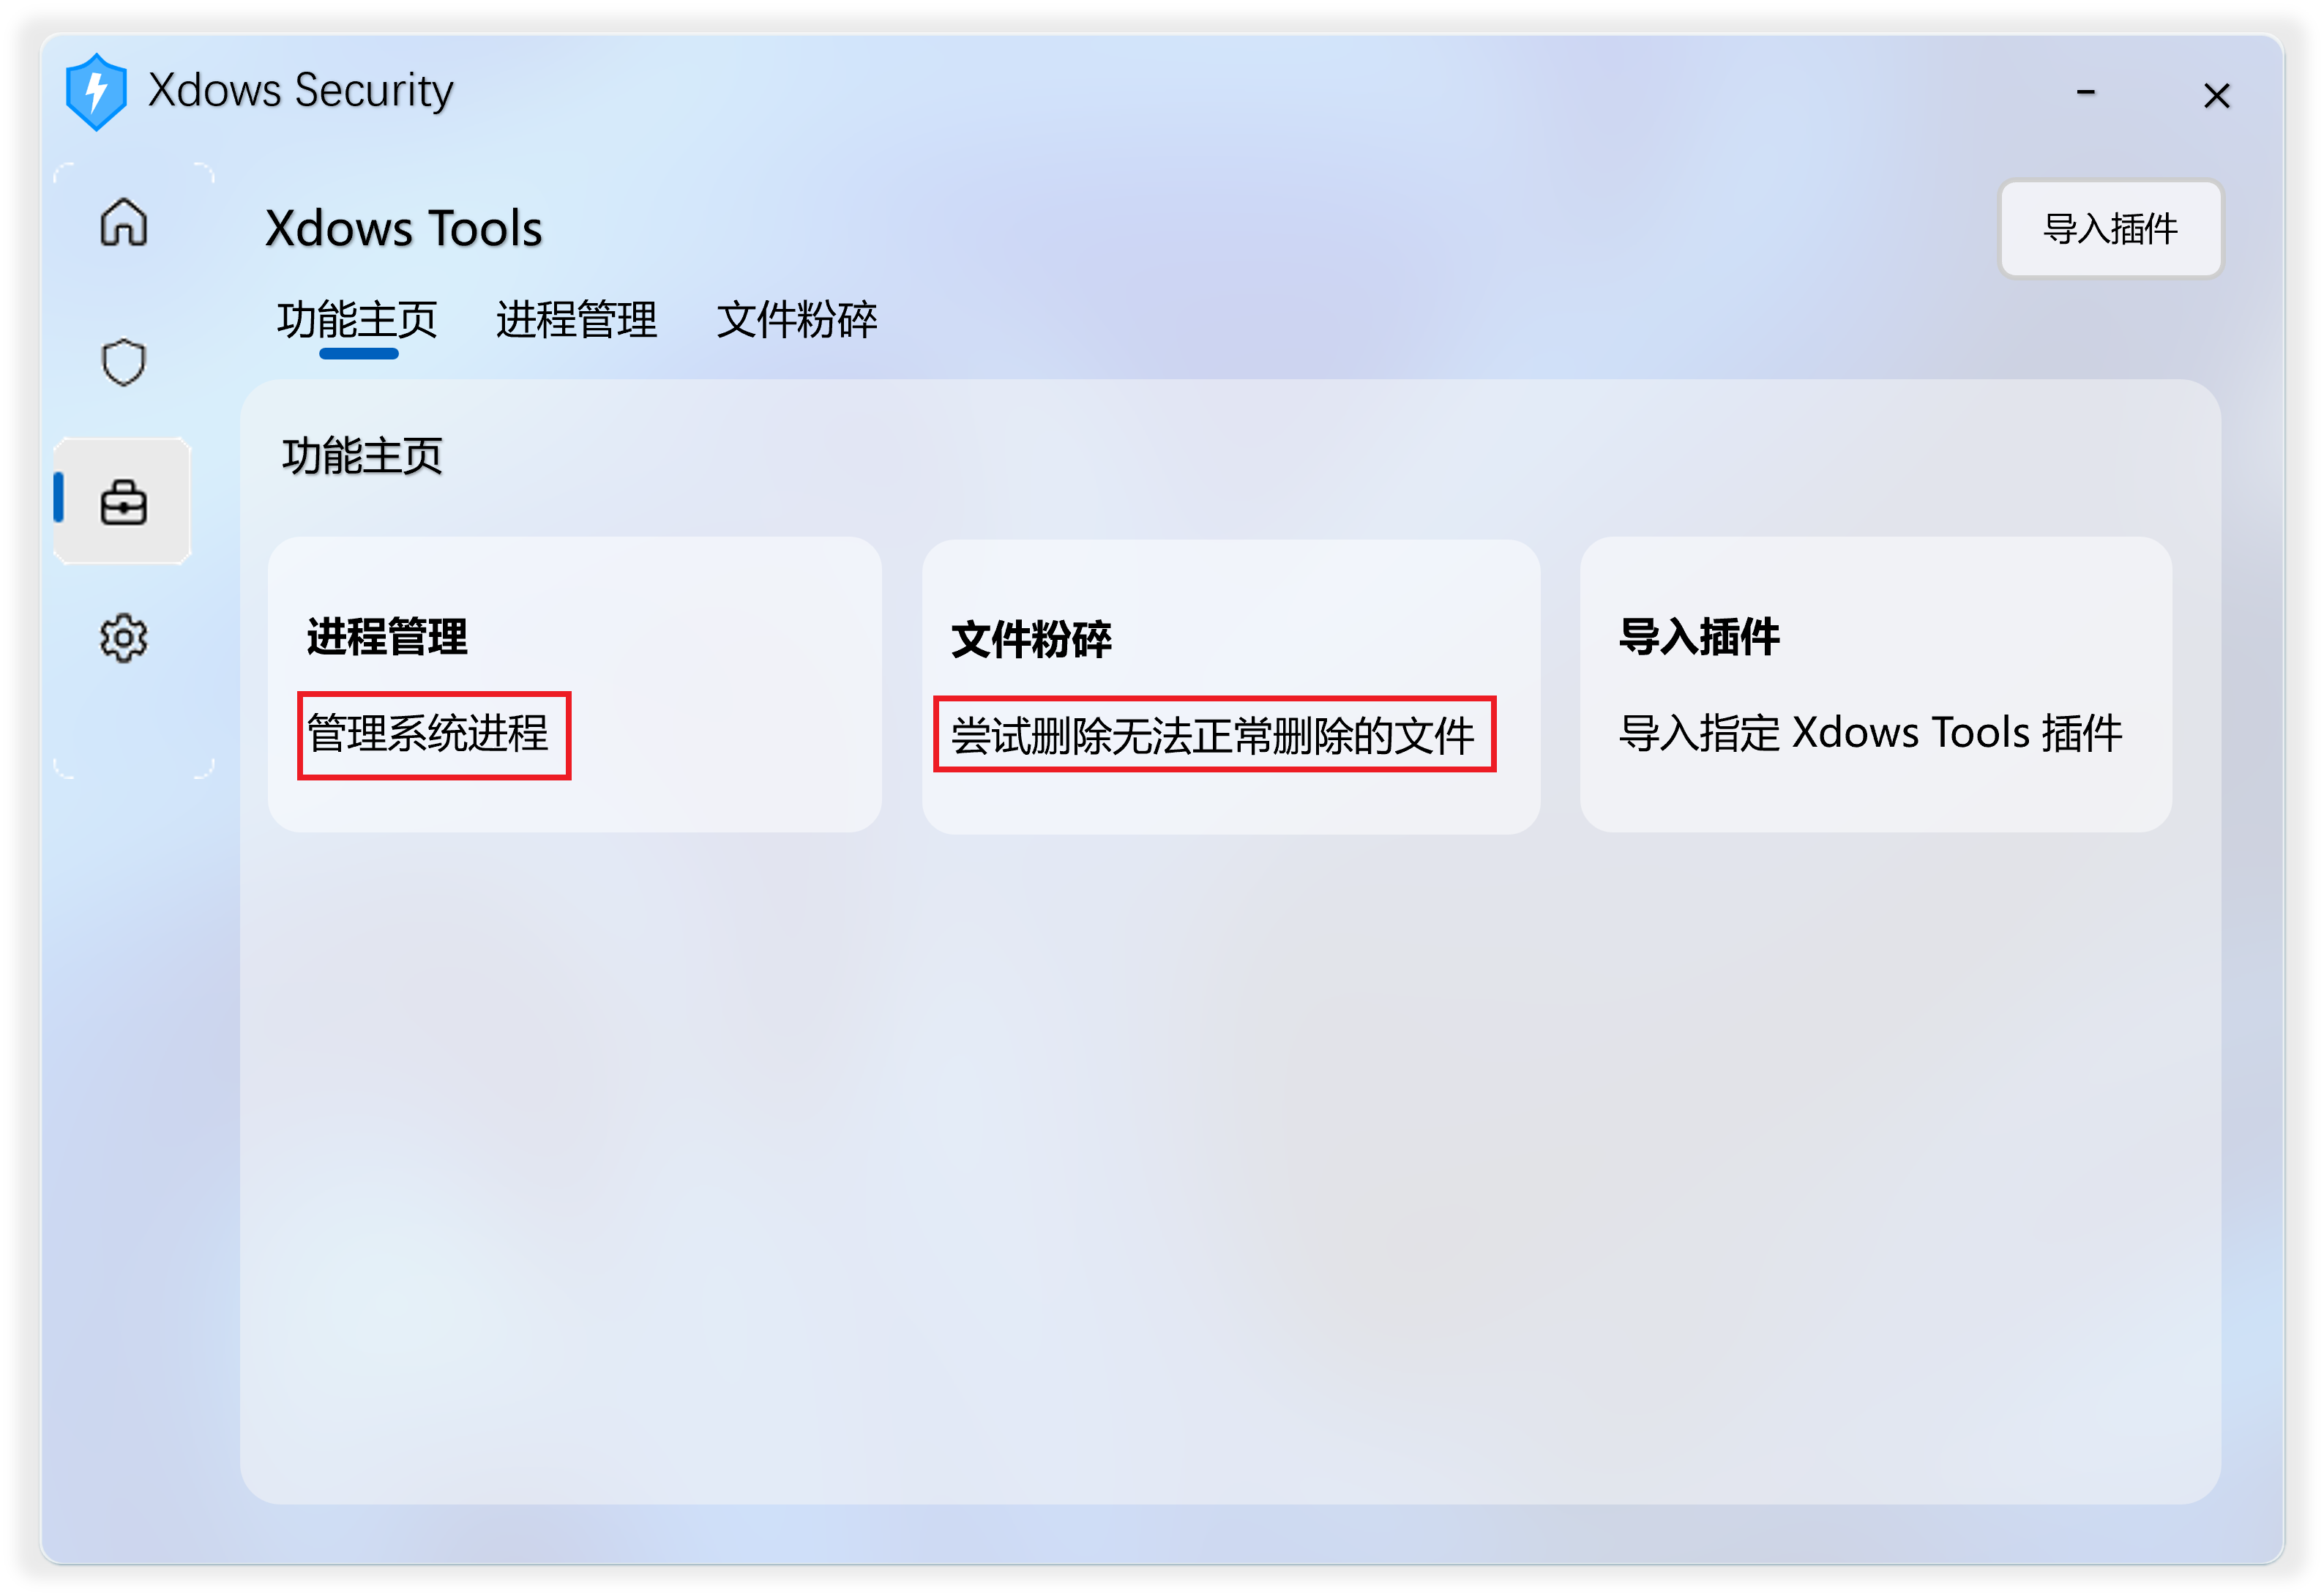 Xdows Security
Xdows Tools
导入插件
功能主页 进程管理 文件粉碎
功能主页
进程管理
管理系统进程
文件粉碎
尝试删除无法正常删除的文件
导入插件
导入指定 Xdows Tools 插件